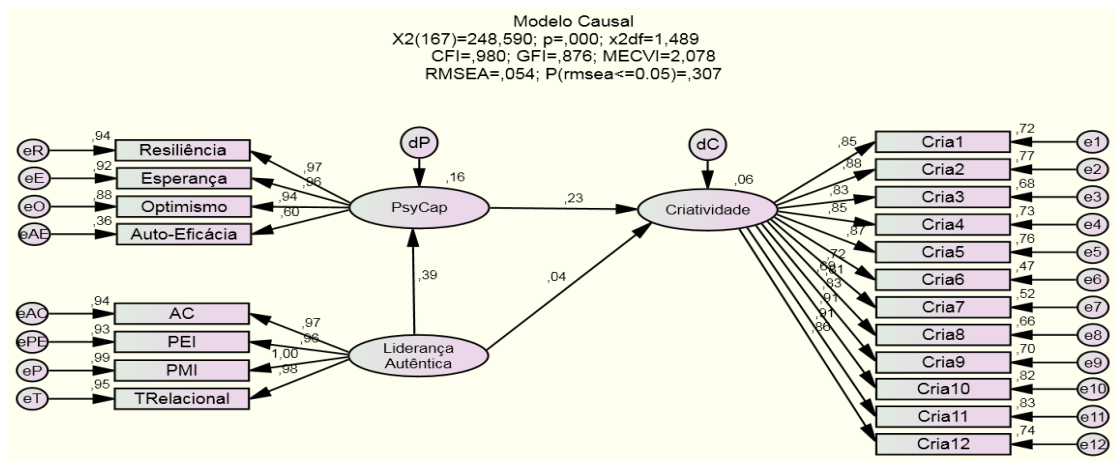 Modelo Causal
X2(167)=248,590; p=,000; x2df=1,489
CFI=,980; GFI=,876; MECVI=2,078
RMSEA=,054; P(rmsea<=0.05)=,307
eR ,94 Resiliência ,97
eE ,92 Esperança ,96
eO ,88 Optimismo ,94
eAE ,36 Auto-Eficácia ,60
dP
,16
PsyCap
,23
,39
dC
,06
Criatividade
,04
eAC ,94 AC ,97
ePE ,93 PEI ,96
eP ,99 PMI 1,00
eT ,95 TRelacional ,98
Liderança
Autêntica
,85 Cria1 ,72 e1
,88 Cria2 ,77 e2
,83 Cria3 ,68 e3
,85 Cria4 ,73 e4
,87 Cria5 ,76 e5
Cria6 ,47 e6
,72 Cria7 ,52 e7
,81 Cria8 ,66 e8
,83 Cria9 ,70 e9
,91 Cria10 ,82 e10
,91 Cria11 ,83 e11
,86 Cria12 ,74 e12